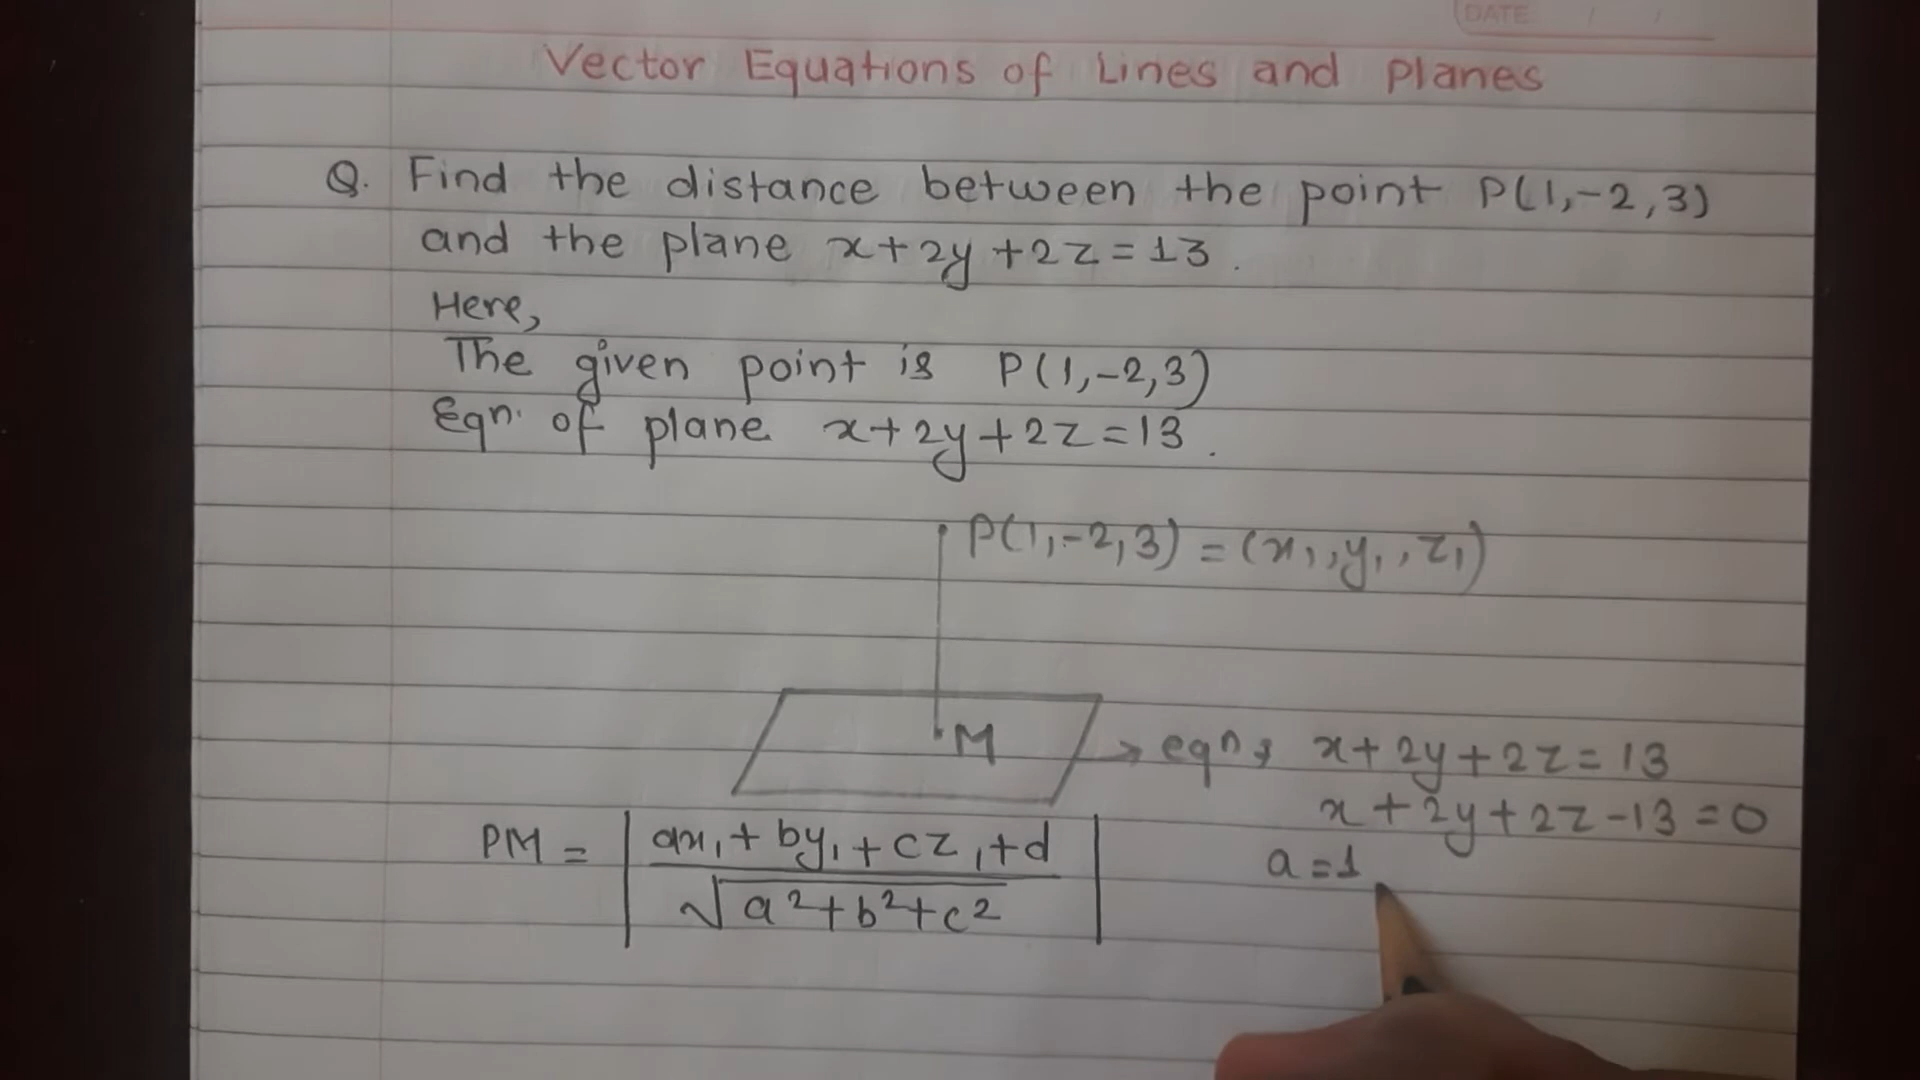 DATE / /
Vector Equations of Lines and Planes
Q. Find the distance between the point P(1,-2,3)
and the plane x+2y+2z=13.
Here,
The given point is P(1,-2,3)
Eqn. of plane x+2y+2z=13.
P(1,-2,3) = (x₁,y₁,z₁)
M → eqn, x+2y+2z=13
x+2y+2z-13=0
PM = | ax₁+by₁+cz₁+d / √a²+b²+c² |
a=1